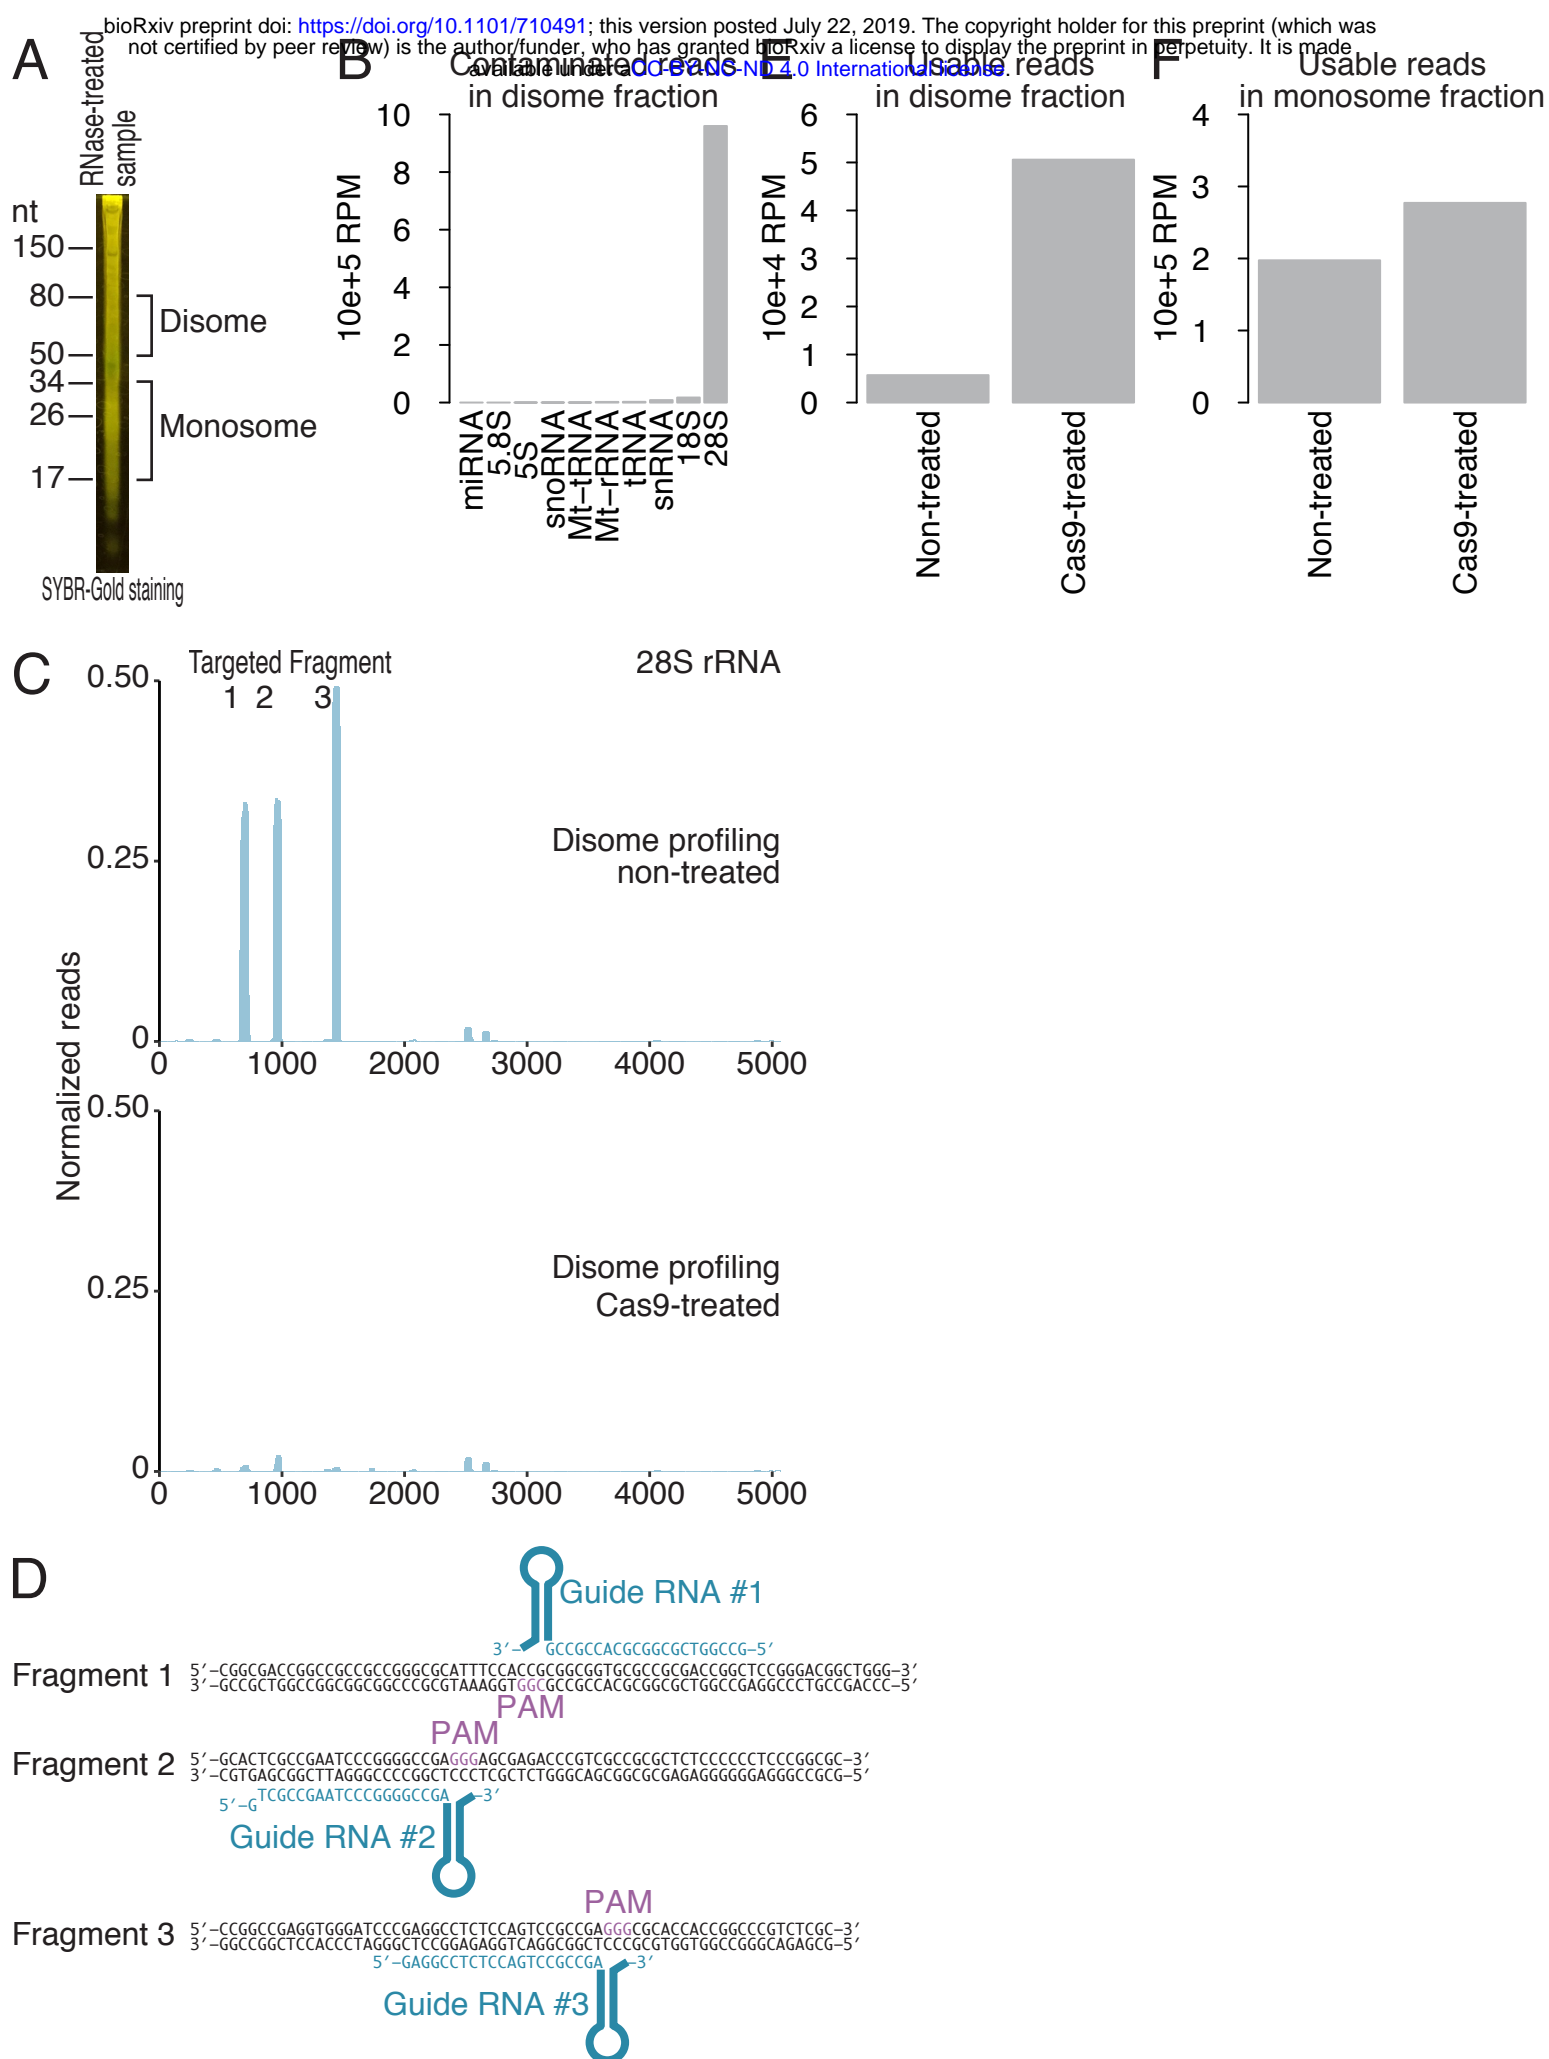 bioRxiv preprint doi: https://doi.org/10.1101/710491; this version posted July 22, 2019. The copyright holder for this preprint (which was
not certified by peer review) is the author/funder, who has granted bioRxiv a license to display the preprint in perpetuity. It is made
available under aCC-BY-NC-ND 4.0 International license.
A
RNase-treated
sample
nt
150
80
50
34
26
17
Disome
Monosome
SYBR-Gold staining
B
Contaminated reads
in disome fraction
10e+5 RPM
10
8
6
4
2
0
miRNA
5.8S
5S
snoRNA
Mt−tRNA
Mt−rRNA
tRNA
snRNA
18S
28S
E
Usable reads
in disome fraction
10e+4 RPM
6
5
4
3
2
1
0
Non-treated
Cas9-treated
F
Usable reads
in monosome fraction
10e+5 RPM
4
3
2
1
0
Non-treated
Cas9-treated
C
Targeted Fragment
1 2 3
28S rRNA
Normalized reads
0.50
0.25
0
Disome profiling
non-treated
0 1000 2000 3000 4000 5000
0.50
0.25
0
Disome profiling
Cas9-treated
0 1000 2000 3000 4000 5000
D
Guide RNA #1
3′− GCCGCCACGCGGCGCTGGCCG−5′
Fragment 1
5′−CGGCGACCGGCCGCCGCCGGGCGCATTTCCACCGCGGCGGTGCGCCGCGACCGGCTCCGGGACGGCTGGG−3′
3′−GCCGCTGGCCGGCGGCGGCCCGCGTAAAGGTGGCGCCGCCACGCGGCGCTGGCCGAGGCCCTGCCGACCC−5′
PAM
PAM
Fragment 2
5′−GCACTCGCCGAATCCCGGGGCCGAGGGAGCGAGACCCGTCGCCGCGCTCTCCCCCCTCCCGGCGC−3′
3′−CGTGAGCGGCTTAGGGCCCCGGCTCCCTCGCTCTGGGCAGCGGCGCGAGAGGGGGGAGGGCCGCG−5′
5′−GTCGCCGAATCCCGGGGCCGA −3′
Guide RNA #2
PAM
Fragment 3
5′−CCGGCCGAGGTGGGATCCCGAGGCCTCTCCAGTCCGCCGAGGGCGCACCACCGGCCCGTCTCGC−3′
3′−GGCCGGCTCCACCCTAGGGCTCCGGAGAGGTCAGGCGGCTCCCGCGTGGTGGCCGGGCAGAGCG−5′
5′−GAGGCCTCTCCAGTCCGCCGA −3′
Guide RNA #3